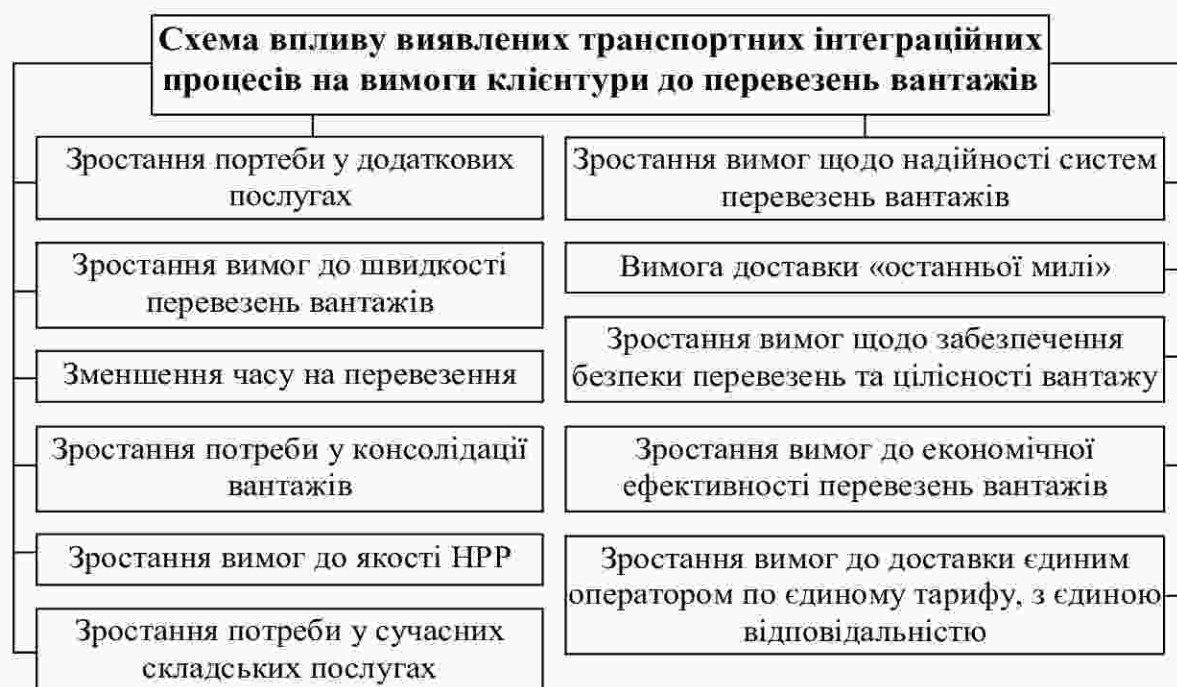 Схема впливу виявлених транспортних інтеграційних
процесів на вимоги клієнтури до перевезень вантажів
Зростання портеби у додаткових
послугах
Зростання вимог до швидкості
перевезень вантажів
Зменшення часу на перевезення
Зростання потреби у консолідації
вантажів
Зростання вимог до якості НРР
Зростання потреби у сучасних
складських послугах
Зростання вимог щодо надійності систем
перевезень вантажів
Вимога доставки «останньої милі»
Зростання вимог щодо забезпечення
безпеки перевезень та цілісності вантажу
Зростання вимог до економічної
ефективності перевезень вантажів
Зростання вимог до доставки єдиним
оператором по єдиному тарифу, з єдиною
відповідальністю